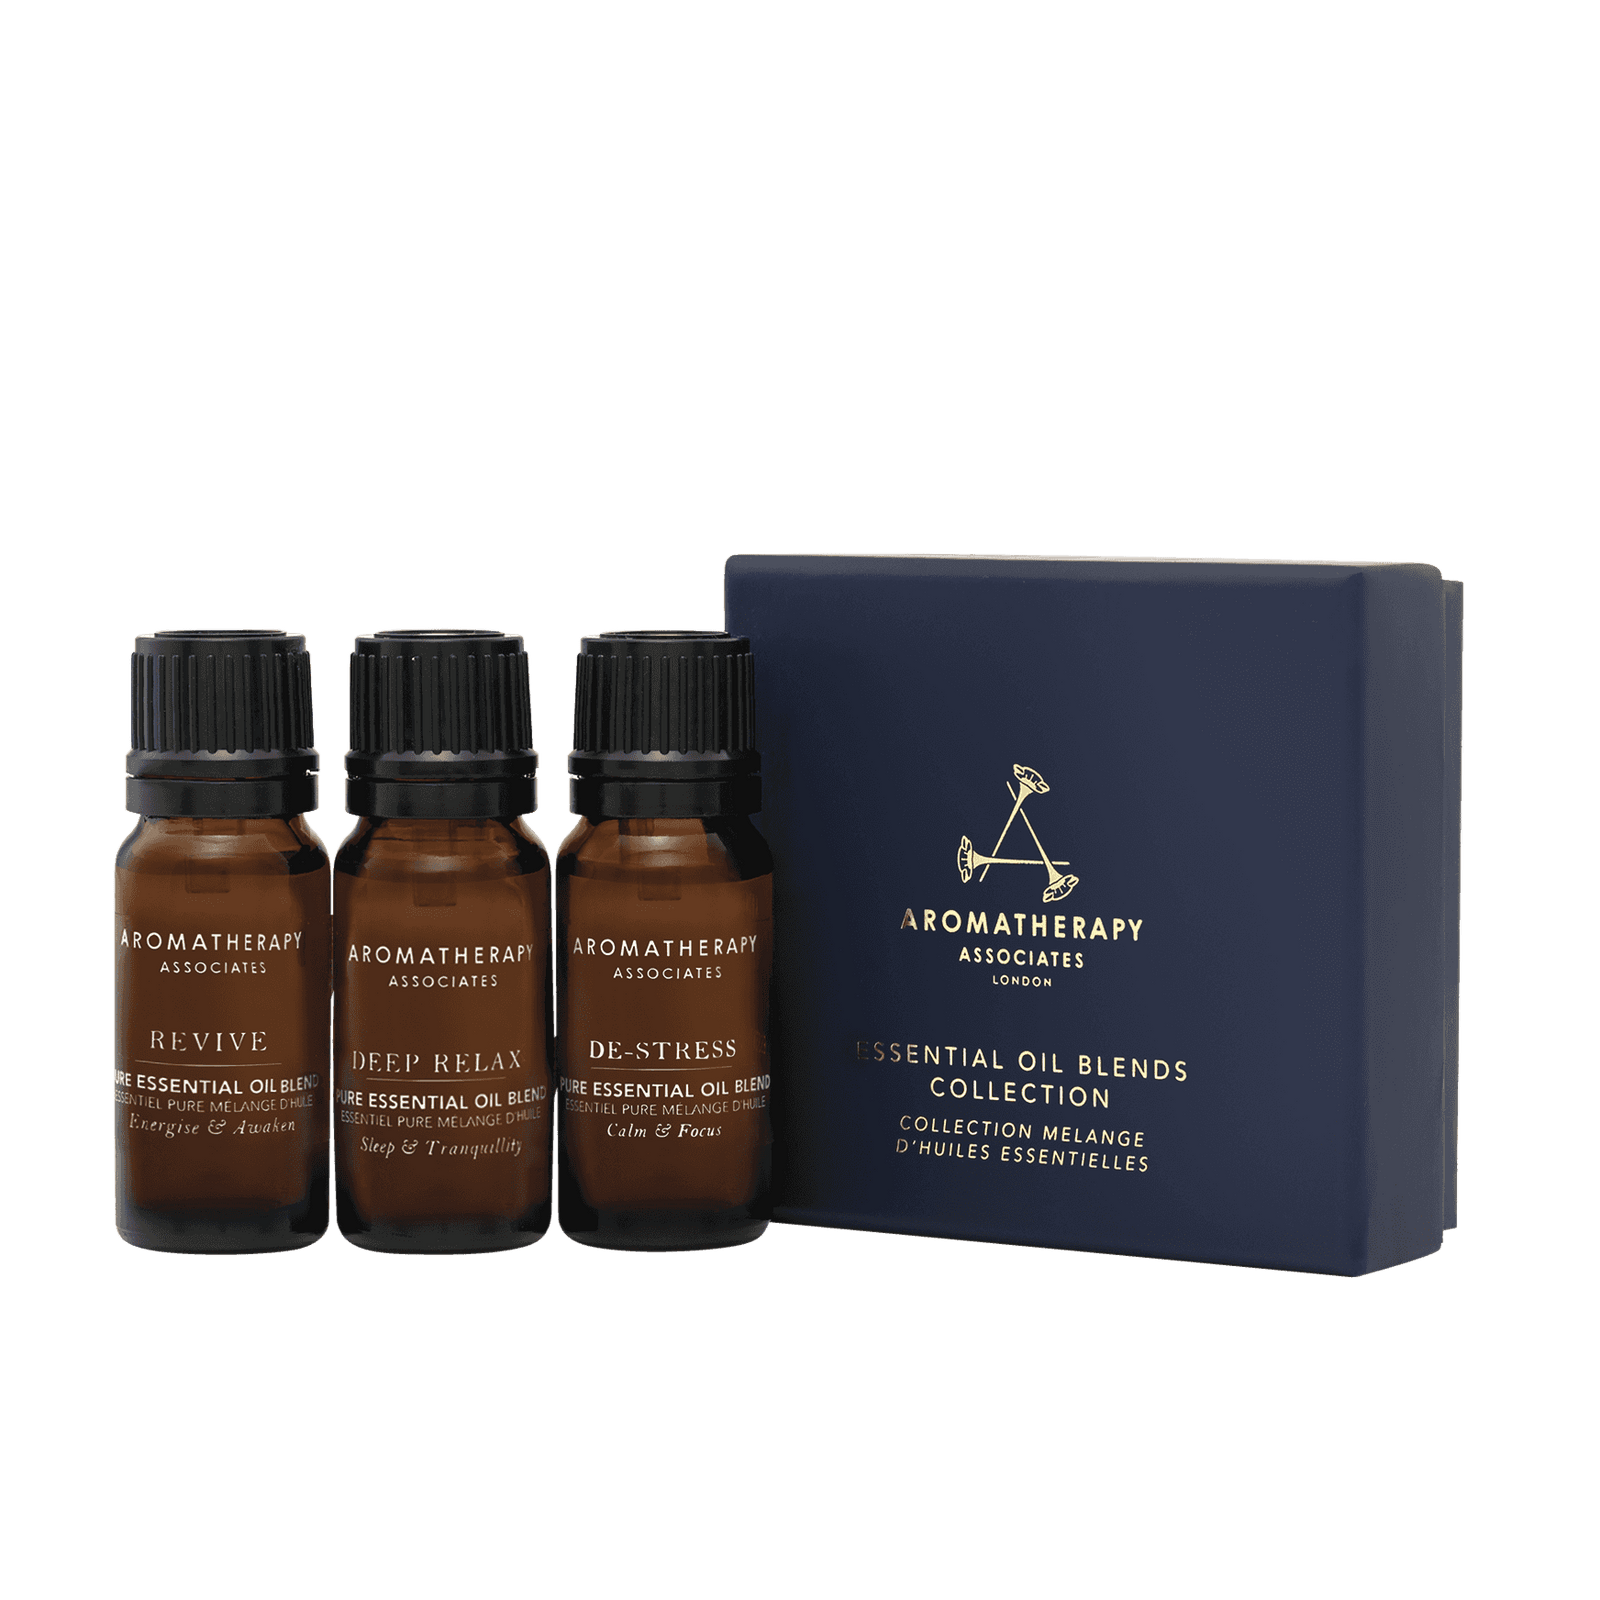 AROMATHERAPY
ASSOCIATES
REVIVE
PURE ESSENTIAL OIL BLEND
ESSENTIEL PURE MÉLANGE D'HUILE
Energise & Awaken
AROMATHERAPY
ASSOCIATES
DEEP RELAX
PURE ESSENTIAL OIL BLEND
ESSENTIEL PURE MÉLANGE D'HUILE
Sleep & Tranquillity
AROMATHERAPY
ASSOCIATES
DE-STRESS
PURE ESSENTIAL OIL BLEND
ESSENTIEL PURE MÉLANGE D'HUILE
Calm & Focus
AROMATHERAPY
ASSOCIATES
LONDON
ESSENTIAL OIL BLENDS
COLLECTION
COLLECTION MELANGE
D'HUILES ESSENTIELLES